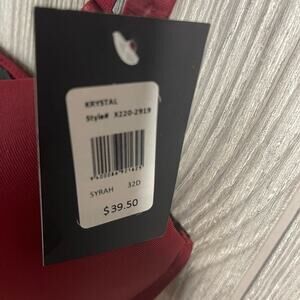 KRYSTAL
Style# X220-2919
SYRAH 32D
$39.50